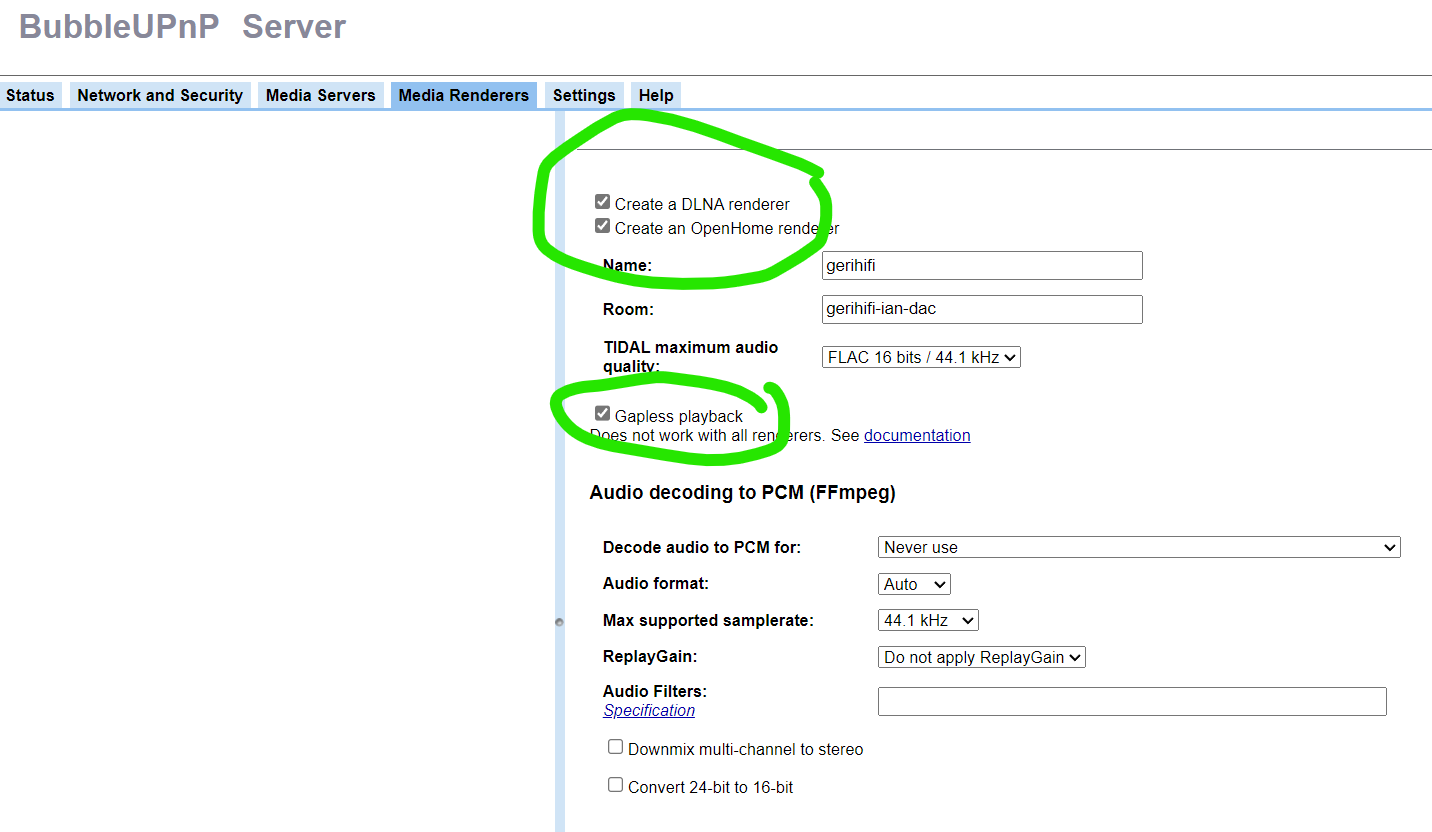 BubbleUPnP Server
Status Network and Security Media Servers Media Renderers Settings Help
Create a DLNA renderer
Create an OpenHome renderer
Name: gerihifi
Room: gerihifi-ian-dac
TIDAL maximum audio
quality: FLAC 16 bits / 44.1 kHz
Gapless playback
Does not work with all renderers. See documentation
Audio decoding to PCM (FFmpeg)
Decode audio to PCM for: Never use
Audio format: Auto
Max supported samplerate: 44.1 kHz
ReplayGain: Do not apply ReplayGain
Audio Filters:
Specification
Downmix multi-channel to stereo
Convert 24-bit to 16-bit